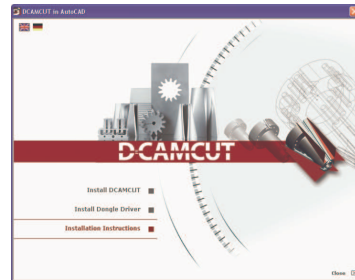 DCAMCUT in AutoCAD
D-CAMCUT
Install DCAMCUT
Install Dongle Driver
Installation Instructions
Close